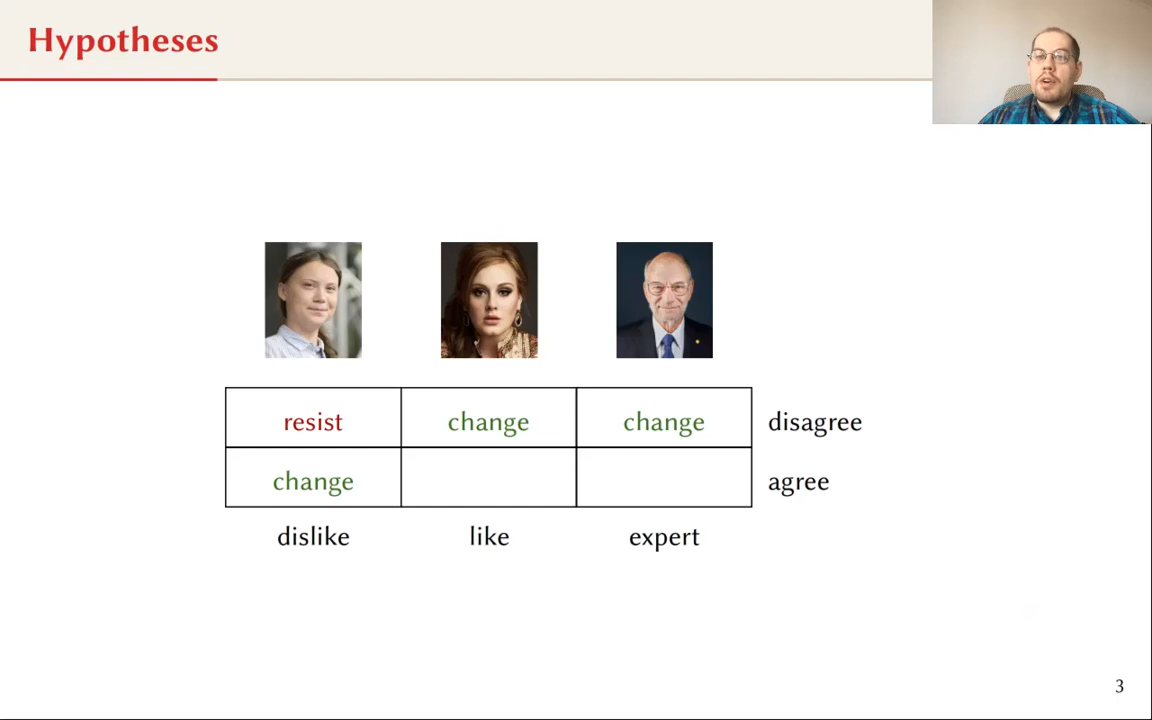 Hypotheses
resist change change disagree
change agree
dislike like expert
3